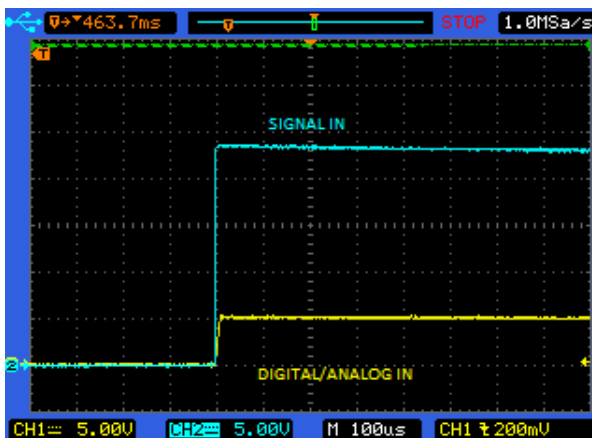 463.7ms STOP 1.0MSa/s
T
T
SIGNAL IN
2
DIGITAL/ANALOG IN
CH1 5.00V CH2 5.00V M 100us CH1 200mV